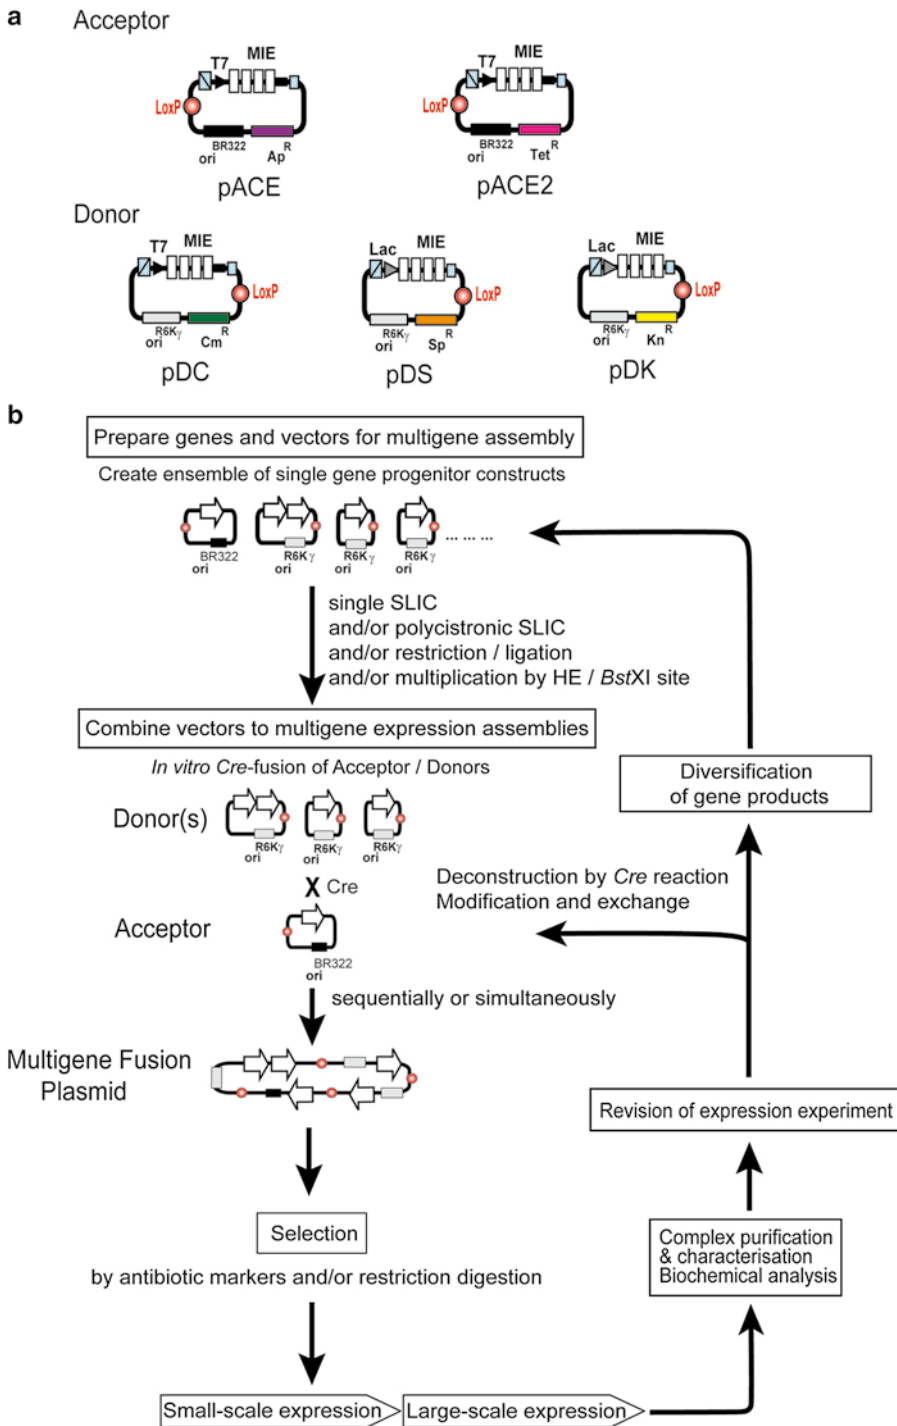 a
Acceptor
T7 MIE
LoxP
BR322
ori
Ap R
pACE
T7 MIE
LoxP
BR322
ori
Tet R
pACE2
Donor
T7 MIE
LoxP
R6Kγ
ori
Cm R
pDC
Lac MIE
LoxP
R6Kγ
ori
Sp R
pDS
Lac MIE
LoxP
R6Kγ
ori
Kn R
pDK
b
Prepare genes and vectors for multigene assembly
Create ensemble of single gene progenitor constructs
BR322
ori
R6Kγ
ori
R6Kγ
ori
R6Kγ
ori
... ... ...
single SLIC
and/or polycistronic SLIC
and/or restriction / ligation
and/or multiplication by HE / BstXI site
Combine vectors to multigene expression assemblies
In vitro Cre-fusion of Acceptor / Donors
Donor(s)
R6Kγ
ori
R6Kγ
ori
R6Kγ
ori
X Cre
Acceptor
BR322
ori
sequentially or simultaneously
Multigene Fusion
Plasmid
Selection
by antibiotic markers and/or restriction digestion
Small-scale expression
Large-scale expression
Complex purification
& characterisation
Biochemical analysis
Revision of expression experiment
Deconstruction by Cre reaction
Modification and exchange
Diversification
of gene products